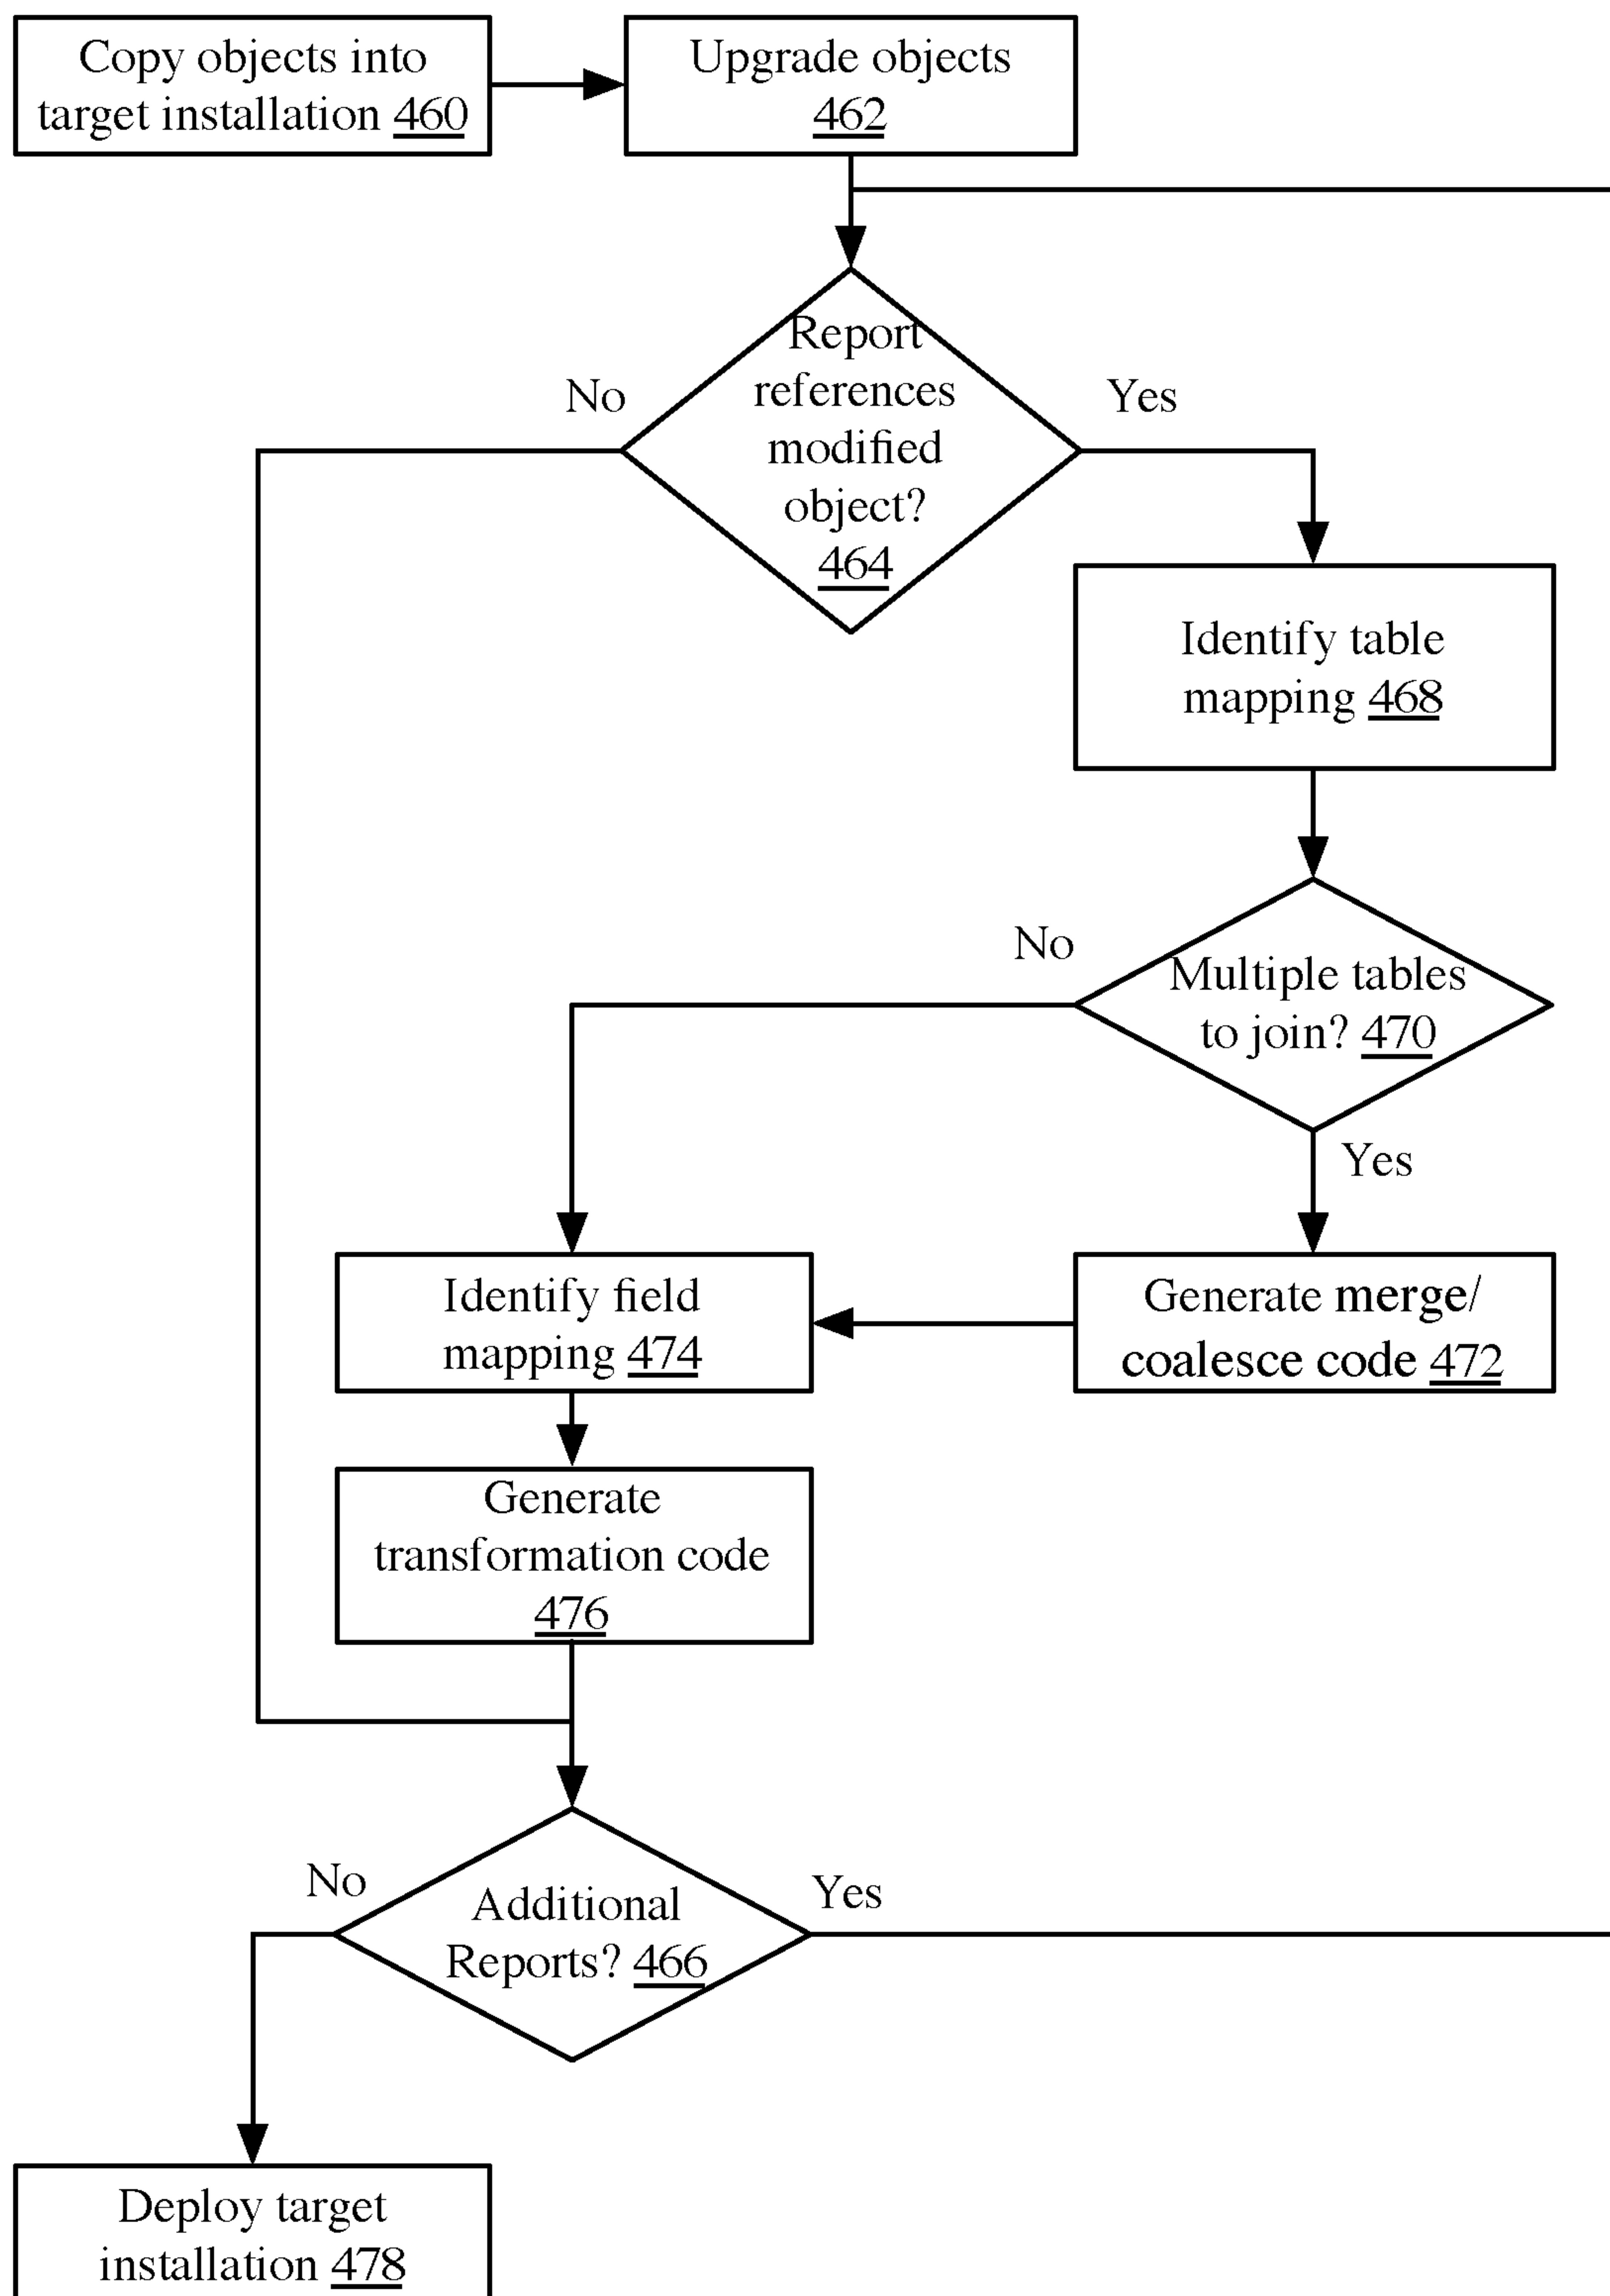 Copy objects into
target installation 460
Upgrade objects
462
Report
references
modified
object?
464
No
Yes
Identify table
mapping 468
No
Multiple tables
to join? 470
Yes
Identify field
mapping 474
Generate merge/
coalesce code 472
Generate
transformation code
476
No
Additional
Reports? 466
Yes
Deploy target
installation 478